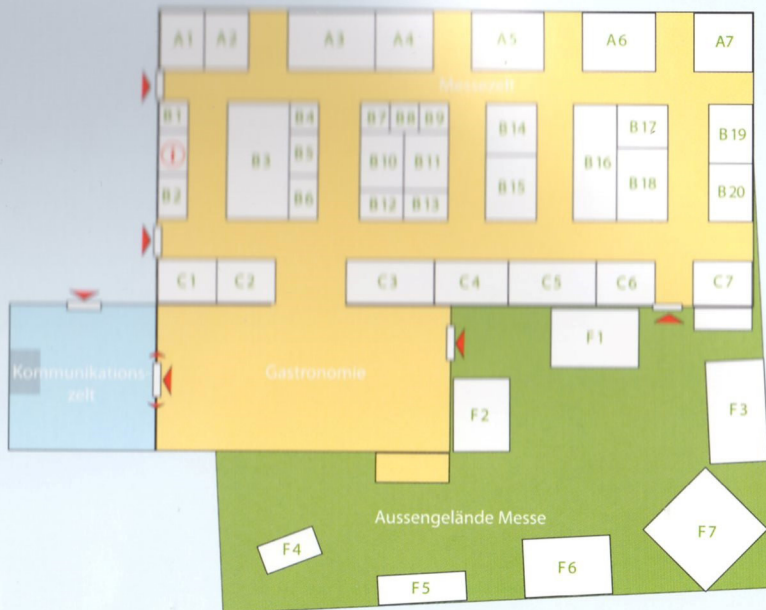 A1 A2 A3 A4 A5 A6 A7
Messezelt
B1 B3 B4 B7 B8 B9 B14 B16 B17 B19
i B5 B10 B11
B2 B6 B12 B13 B15 B18 B20
C1 C2 C3 C4 C5 C6 C7
F1
Kommunikations-
zelt
Gastronomie
F2 F3
Aussengelände Messe
F7
F4
F5 F6